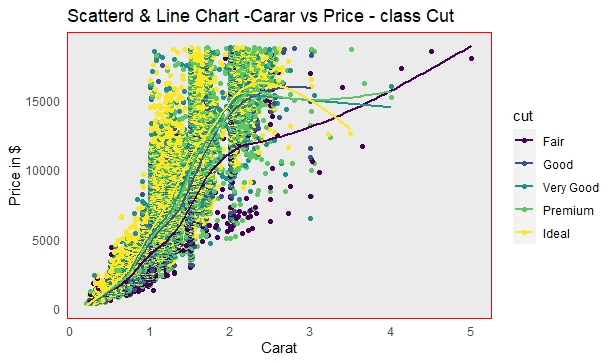 Scatterd & Line Chart -Carar vs Price - class Cut
Price in $
15000
10000
5000
0
0 1 2 3 4 5
Carat
cut
Fair
Good
Very Good
Premium
Ideal